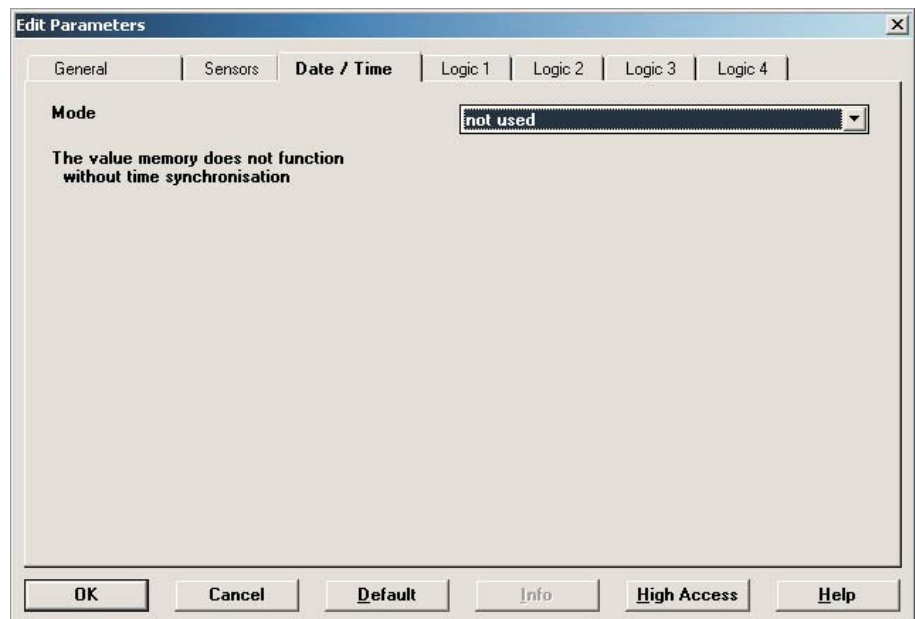 Edit Parameters
General Sensors Date / Time Logic 1 Logic 2 Logic 3 Logic 4
Mode not used
The value memory does not function
without time synchronisation
OK Cancel Default Info High Access Help